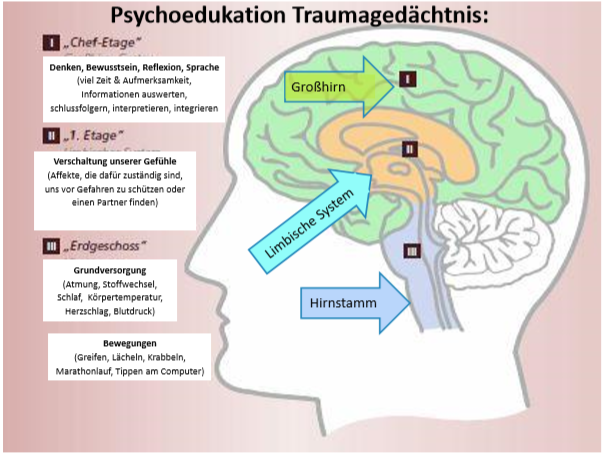 Psychoedukation Traumagedächtnis:
I „Chef-Etage“
Denken, Bewusstsein, Reflexion, Sprache
(viel Zeit & Aufmerksamkeit,
Informationen auswerten,
schlussfolgern, interpretieren, integrieren
II „1. Etage“
Verschaltung unserer Gefühle
(Affekte, die dafür zuständig sind,
uns vor Gefahren zu schützen oder
einen Partner finden)
III „Erdgeschoss“
Grundversorgung
(Atmung, Stoffwechsel,
Schlaf, Körpertemperatur,
Herzschlag, Blutdruck)
Bewegungen
(Greifen, Lächeln, Krabbeln,
Marathonlauf, Tippen am Computer)
Großhirn
I
II
Limbische System
III
Hirnstamm